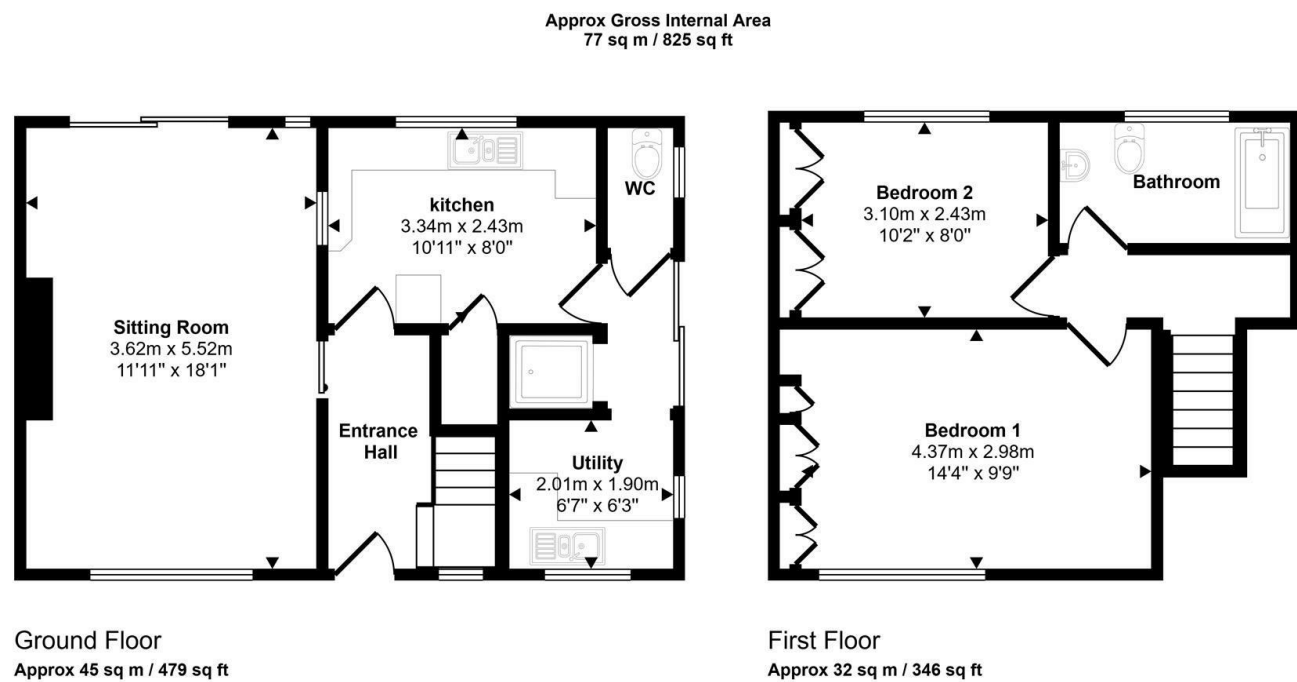 Approx Gross Internal Area
77 sq m / 825 sq ft
WC
kitchen
3.34m x 2.43m
10'11" x 8'0"
Sitting Room
3.62m x 5.52m
11'11" x 18'1"
Entrance
Hall
Utility
2.01m x 1.90m
6'7" x 6'3"
Ground Floor
Approx 45 sq m / 479 sq ft
Bedroom 2
3.10m x 2.43m
10'2" x 8'0"
Bathroom
Bedroom 1
4.37m x 2.98m
14'4" x 9'9"
First Floor
Approx 32 sq m / 346 sq ft